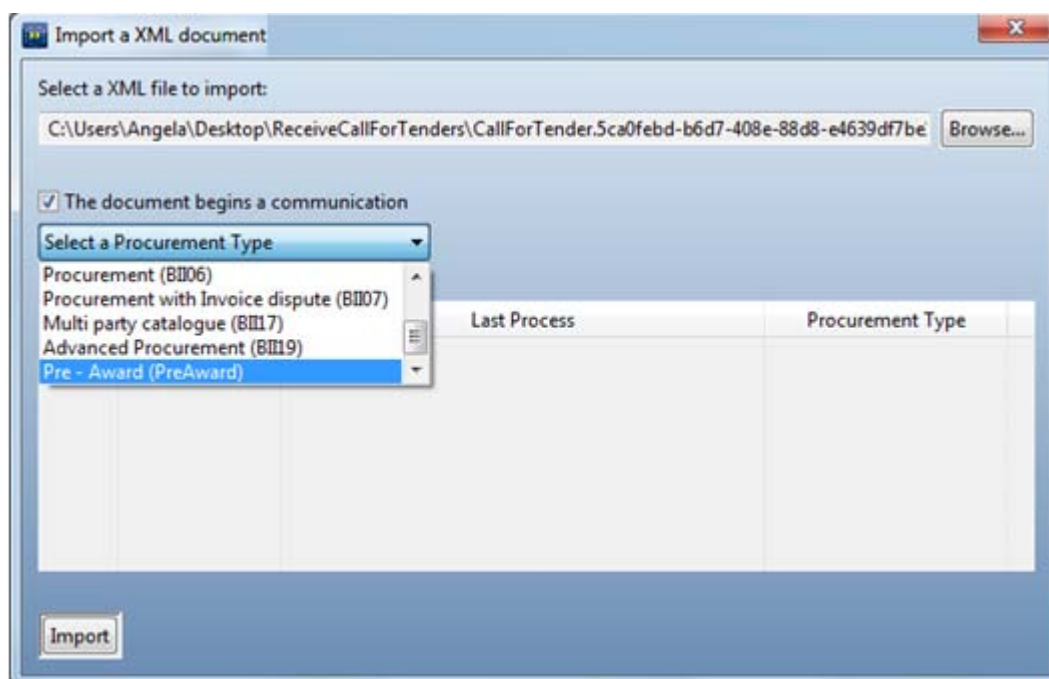 Import a XML document
Select a XML file to import:
C:\Users\Angela\Desktop\ReceiveCallForTenders\CallForTender.5ca0febd-b6d7-408e-88d8-e4639df7be
Browse...
The document begins a communication
Select a Procurement Type
Procurement (BII06)
Procurement with Invoice dispute (BII07)
Multi party catalogue (BII17)
Advanced Procurement (BII19)
Pre - Award (PreAward)
Last Process
Procurement Type
Import